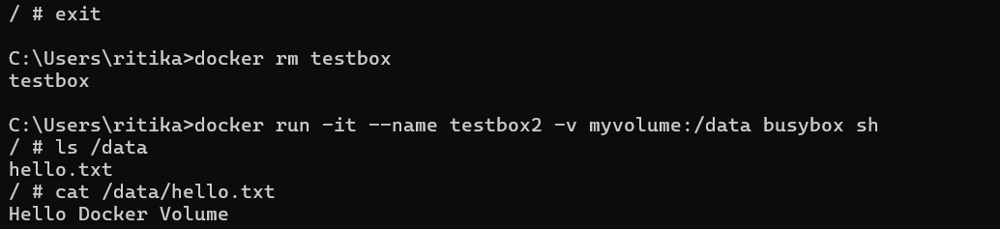 / # exit
C:\Users\ritika>docker rm testbox
testbox
C:\Users\ritika>docker run -it --name testbox2 -v myvolume:/data busybox sh
/ # ls /data
hello.txt
/ # cat /data/hello.txt
Hello Docker Volume